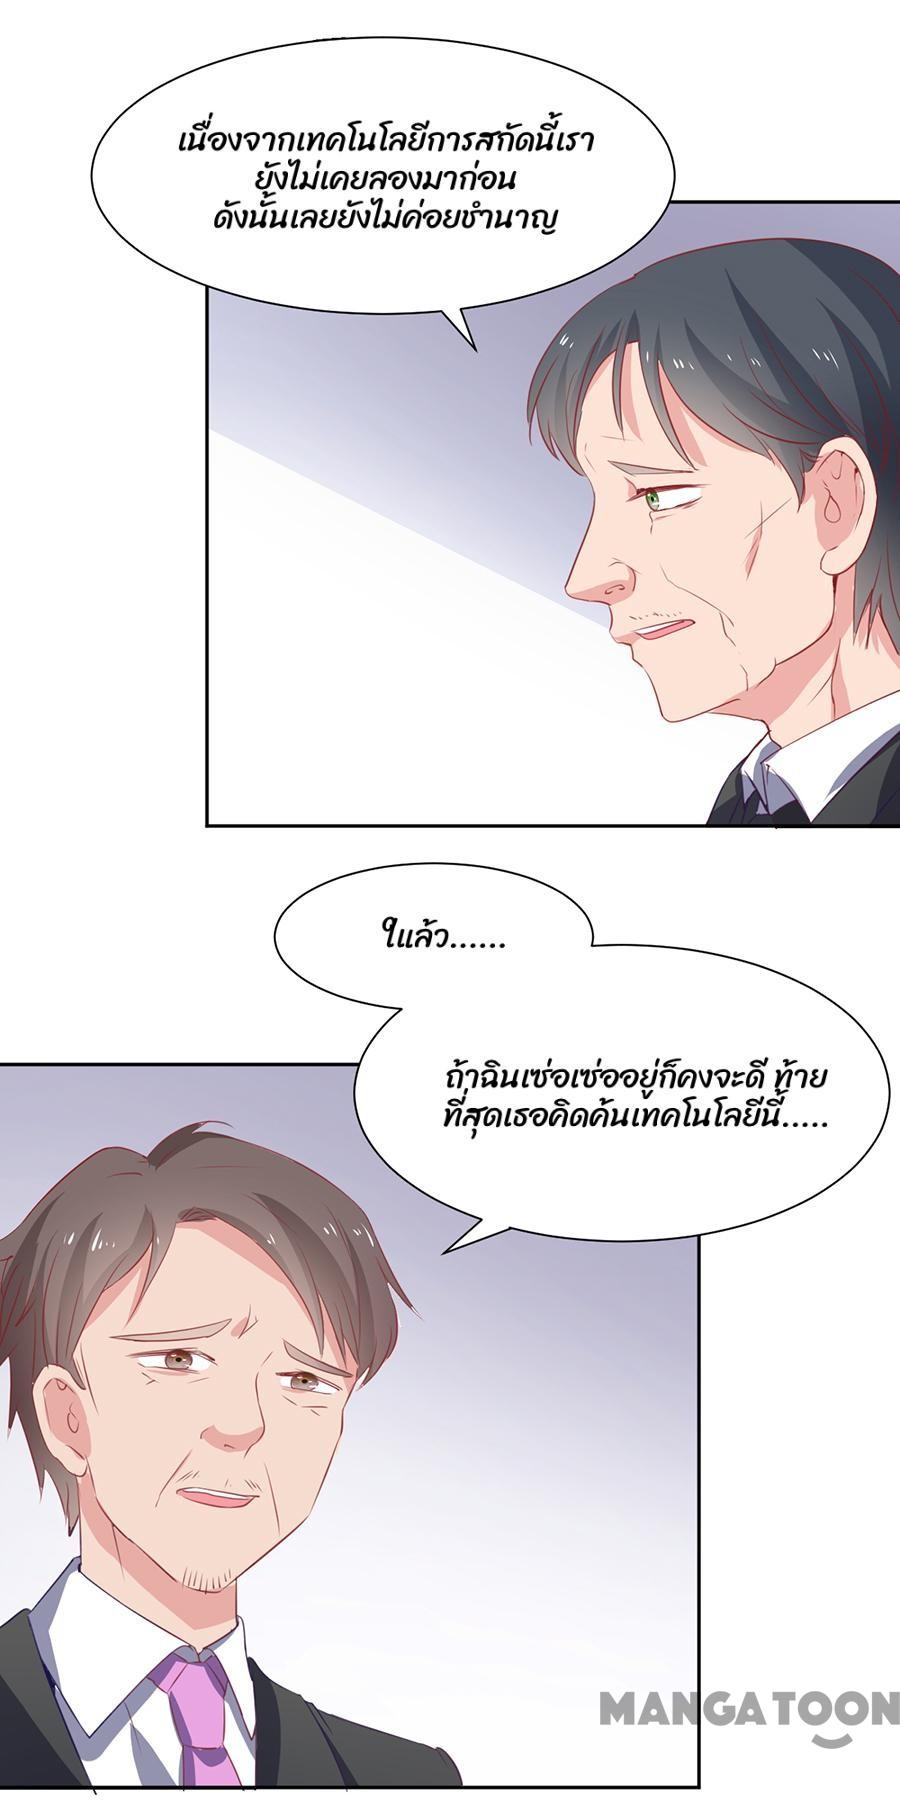 เนื่องจากเทคโนโลยีการสกัดนี้เรา
ยังไม่เคยลองมาก่อน
ดังนั้นเลยยังไม่ค่อยชำนาญ
ใแล้ว......
ถ้าฉินเซ่อเซ่ออยู่ก็คงจะดี ท้าย
ที่สุดเธอคิดค้นเทคโนโลยีนี้.....
MANGATOON